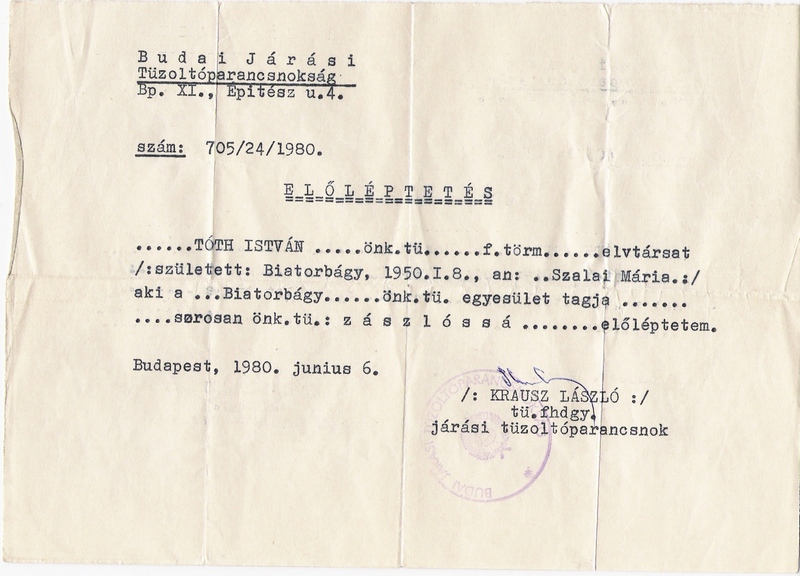 B u d a i  J á r á s i
Tüzoltóparancsnokság
Bp. XI., Epitész u.4.
szám: 705/24/1980.
E L Ő L É P T E T É S
......TÓTH ISTVÁN .....önk.tü......f.törm......elvtársat
/:született: Biatorbágy, 1950.I.8., an: ..Szalai Mária.:/
aki a ...Biatorbágy......önk.tü. egyesület tagja .......
....sorosan önk.tü.: z á s z l ó s s á ........előléptetem.
Budapest, 1980. junius 6.
/: KRAUSZ LÁSZLÓ :/
tü.fhdgy.
járási tüzoltóparancsnok